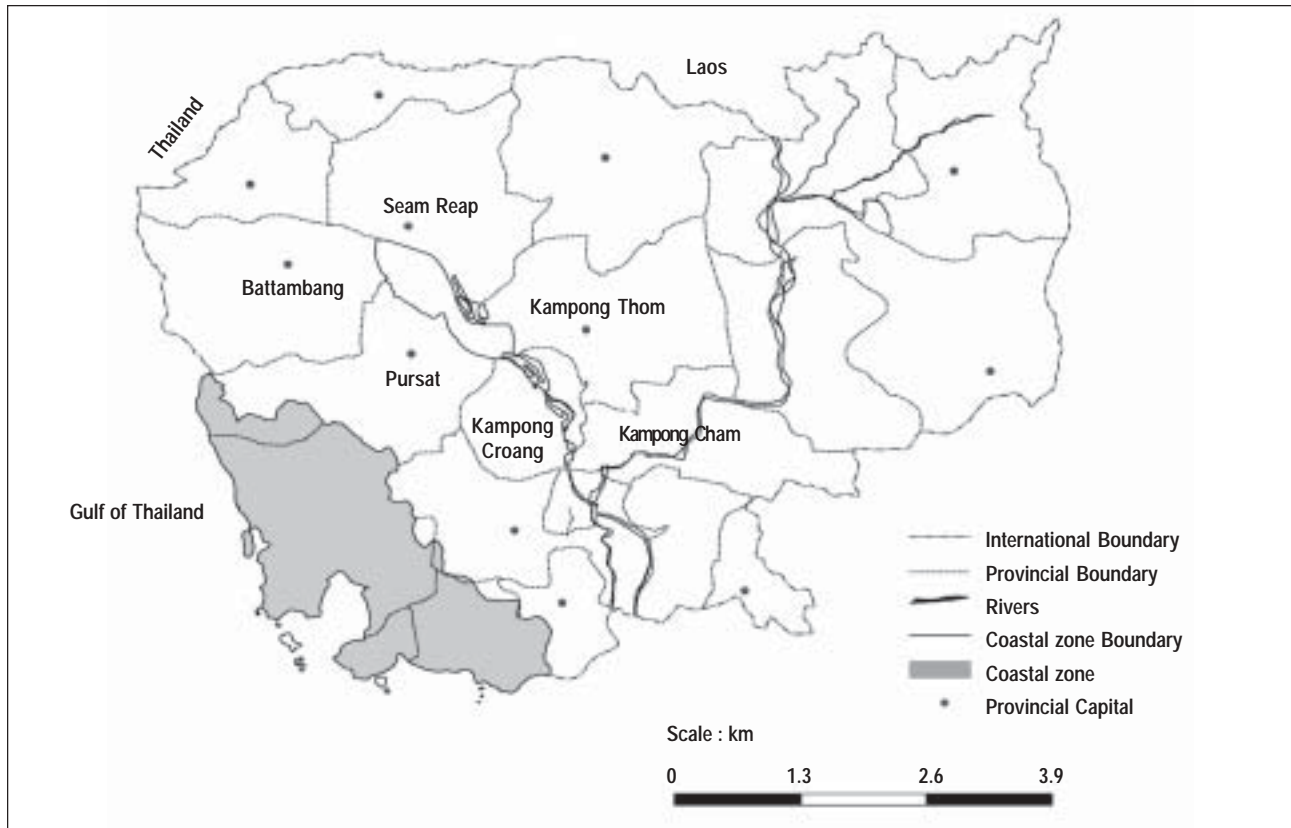 Laos
Thailand
Seam Reap
Battambang
Kampong Thom
Pursat
Kampong
Croang
Kampong Cham
Gulf of Thailand
International Boundary
Provincial Boundary
Rivers
Coastal zone Boundary
Coastal zone
Provincial Capital
Scale : km
0 1.3 2.6 3.9